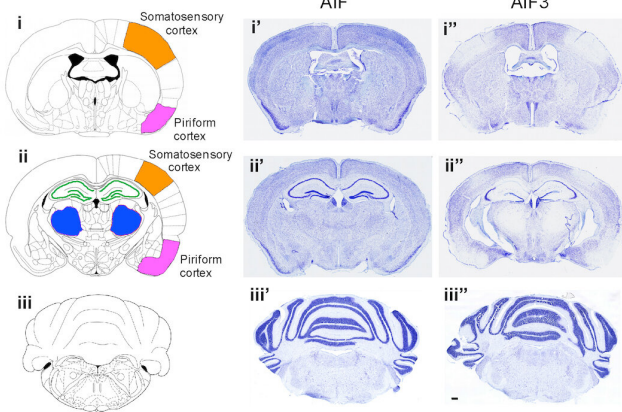 AIF
AIF3
i
Somatosensory
cortex
Piriform
cortex
i'
i"
ii
Somatosensory
cortex
Piriform
cortex
ii'
ii"
iii
iii'
iii"